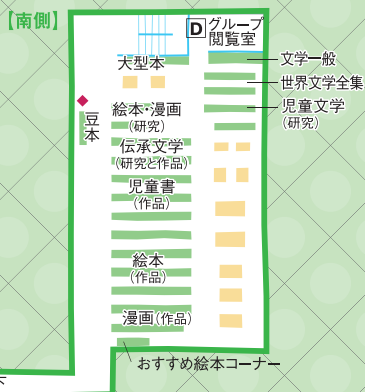 【南側】
D グループ
閲覧室
大型本
文学一般
世界文学全集
児童文学
(研究)
豆本
絵本・漫画
(研究)
伝承文学
(研究と作品)
児童書
(作品)
絵本
(作品)
漫画(作品)
おすすめ絵本コーナー